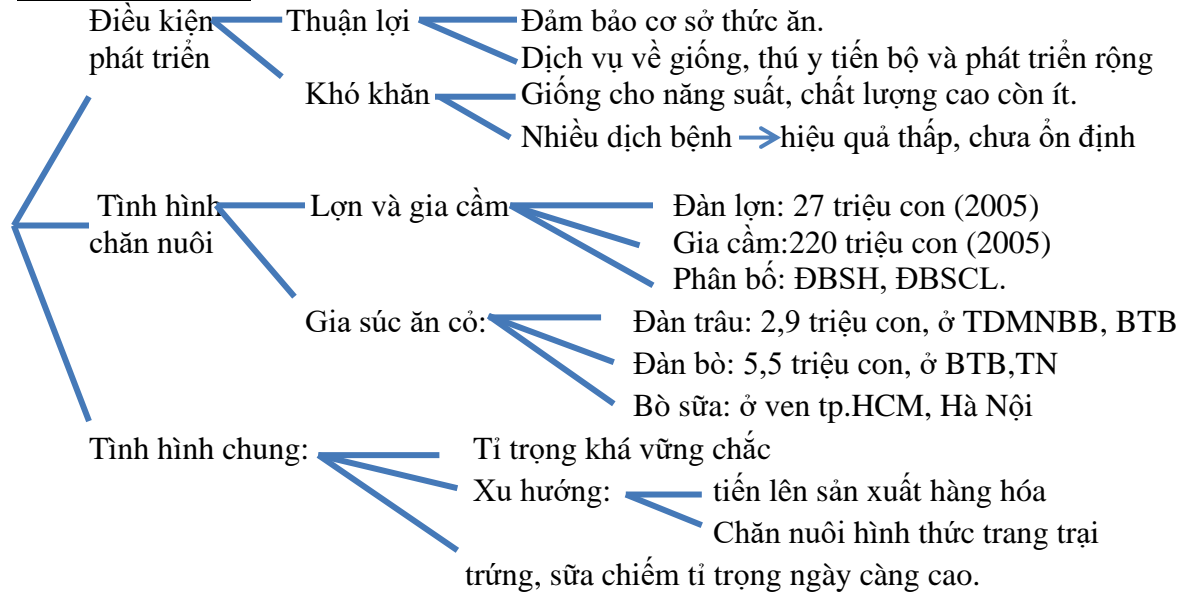 Điều kiện phát triển
Thuận lợi
Đảm bảo cơ sở thức ăn.
Dịch vụ về giống, thú y tiến bộ và phát triển rộng
Khó khăn
Giống cho năng suất, chất lượng cao còn ít.
Nhiều dịch bệnh → hiệu quả thấp, chưa ổn định
Tình hình
chăn nuôi
Lợn và gia cầm
Đàn lợn: 27 triệu con (2005)
Gia cầm:220 triệu con (2005)
Phân bố: ĐBSH, ĐBSCL.
Gia súc ăn cỏ:
Đàn trâu: 2,9 triệu con, ở TDMNBB, BTB
Đàn bò: 5,5 triệu con, ở BTB,TN
Bò sữa: ở ven tp.HCM, Hà Nội
Tình hình chung:
Tỉ trọng khá vững chắc
Xu hướng:
tiến lên sản xuất hàng hóa
Chăn nuôi hình thức trang trại
trứng, sữa chiếm tỉ trọng ngày càng cao.